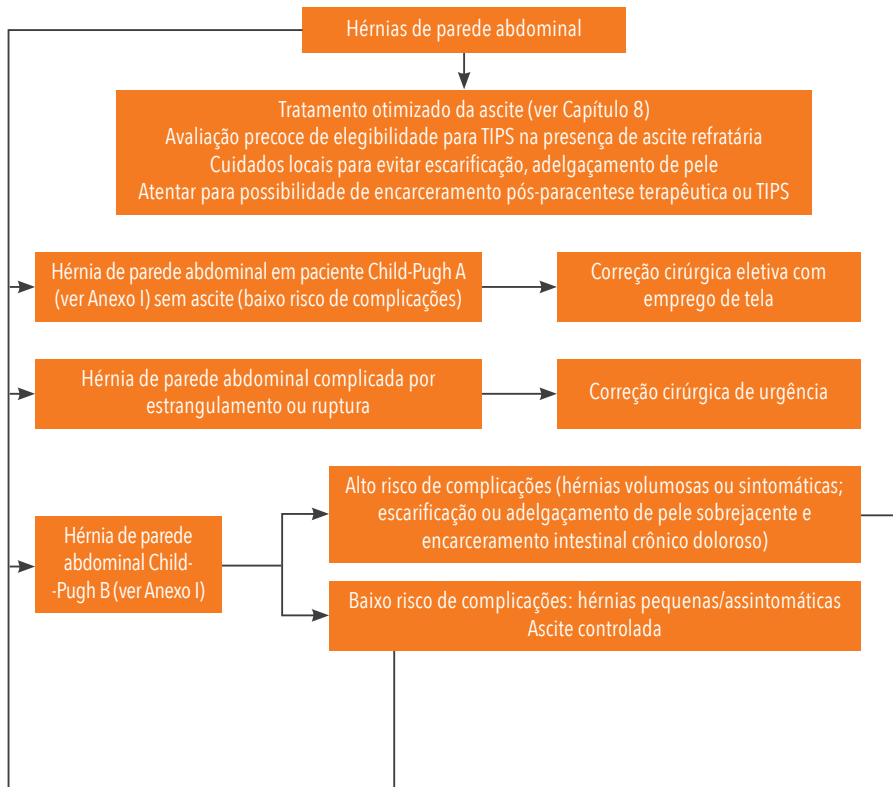 Hérnias de parede abdominal
Tratamento otimizado da ascite (ver Capítulo 8)
Avaliação precoce de elegibilidade para TIPS na presença de ascite refratária
Cuidados locais para evitar escarificação, adelgaçamento de pele
Atentar para possibilidade de encarceramento pós-paracentese terapêutica ou TIPS
Hérnia de parede abdominal em paciente Child-Pugh A
(ver Anexo I) sem ascite (baixo risco de complicações)
Correção cirúrgica eletiva com
emprego de tela
Hérnia de parede abdominal complicada por
estrangulamento ou ruptura
Correção cirúrgica de urgência
Hérnia de parede
abdominal Child-
-Pugh B (ver Anexo I)
Alto risco de complicações (hérnias volumosas ou sintomáticas;
escarificação ou adelgaçamento de pele sobrejacente e
encarceramento intestinal crônico doloroso)
Baixo risco de complicações: hérnias pequenas/assintomáticas
Ascite controlada